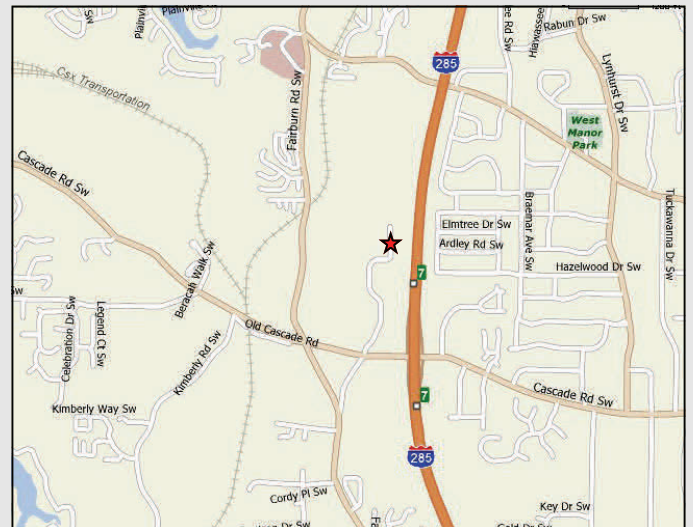 Plainville
Rabun Dr Sw
Hiawassee
285
Csx Transportation
Fairburn Rd Sw
Lynhurst Dr Sw
West
Manor
Park
Cascade Rd Sw
Elmtree Dr Sw
Ardley Rd Sw
Braemar Ave Sw
Tuckawanna Dr Sw
Hazelwood Dr Sw
7
Beracah Walk Sw
Legend Ct Sw
Celebration Dr Sw
Old Cascade Rd
Kimberly Rd Sw
Kimberly Way Sw
7
Cascade Rd Sw
285
Cordy Pl Sw
Key Dr Sw